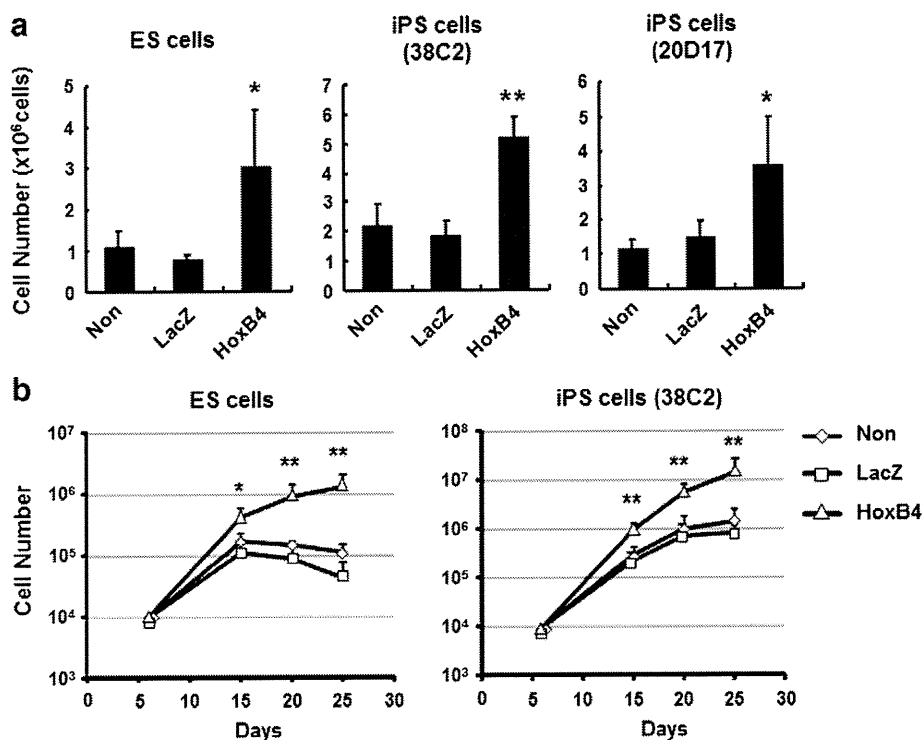 a
ES cells
iPS cells
(38C2)
iPS cells
(20D17)
Cell Number (x10⁶cells)
5
4
3
2
1
0
*
Non
LacZ
HoxB4
7
6
5
4
3
2
1
0
**
Non
LacZ
HoxB4
6
5
4
3
2
1
0
*
Non
LacZ
HoxB4
b
ES cells
iPS cells (38C2)
Cell Number
10⁷
10⁶
10⁵
10⁴
10³
* ** **
0 5 10 15 20 25 30
Days
10⁸
10⁷
10⁶
10⁵
10⁴
10³
** ** **
0 5 10 15 20 25 30
Days
Non
LacZ
HoxB4